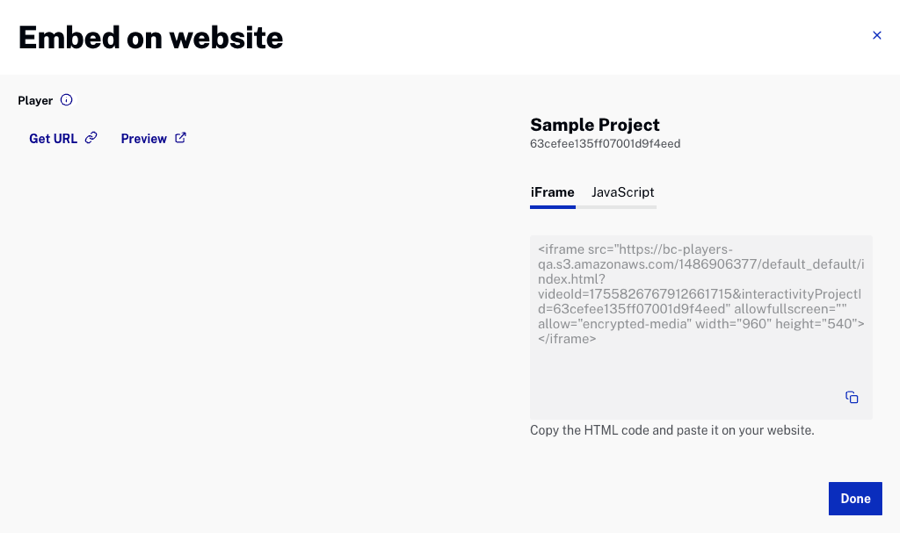 Embed on website
Player
Get URL
Preview
Sample Project
63cefee135ff07001d9f4eed
iFrame
JavaScript
<iframe src="https://bc-players-
qa.s3.amazonaws.com/1486906377/default_default/i
ndex.html?
videoId=1755826767912661715&interactivityProjectI
d=63cefee135ff07001d9f4eed" allowfullscreen=""
allow="encrypted-media" width="960" height="540">
</iframe>
Copy the HTML code and paste it on your website.
Done